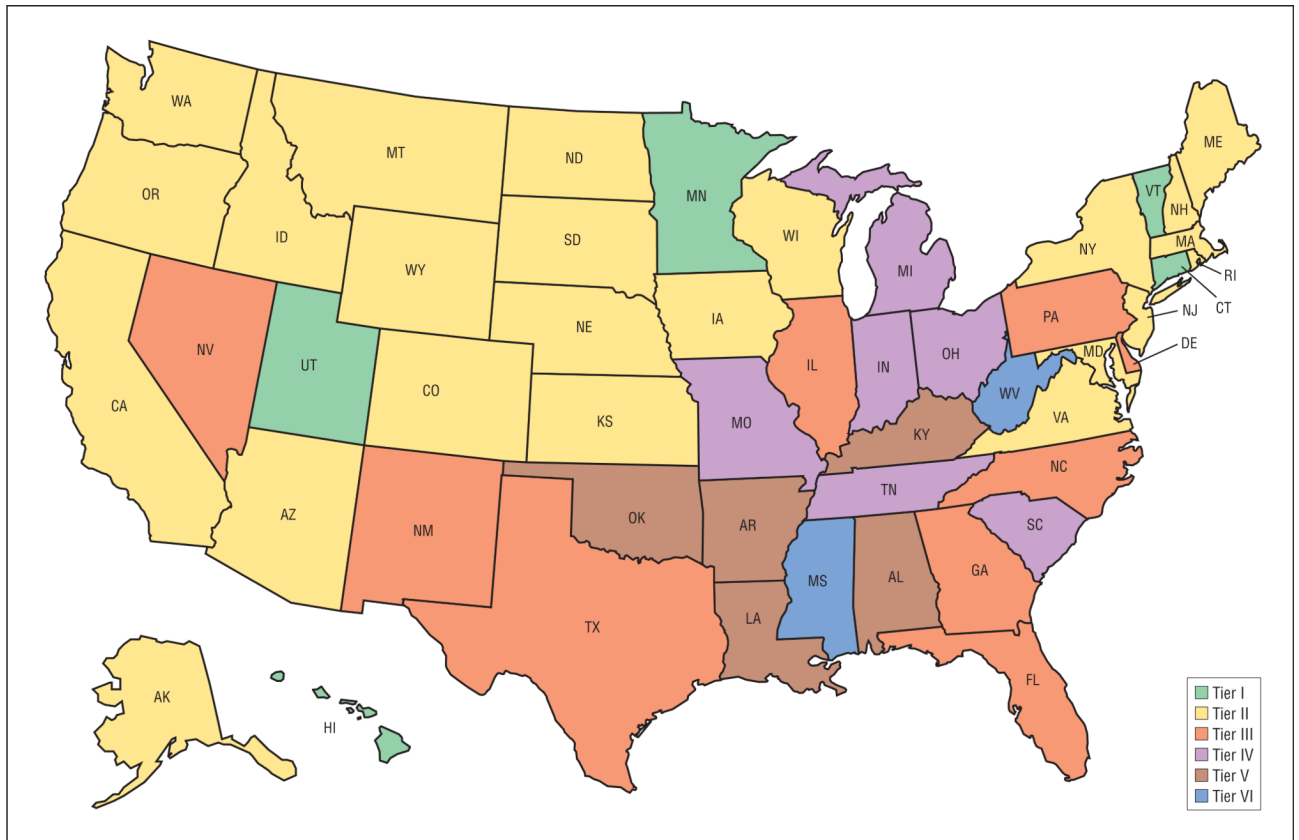 WA
MT
ND
MN
ME
VT
NH
OR
ID
SD
WI
NY
MA
WY
MI
RI
CT
NE
IA
PA
NJ
NV
UT
CO
IL
IN
OH
MD
DE
WV
CA
KS
MO
KY
VA
NC
TN
AZ
NM
OK
AR
SC
MS
AL
GA
TX
LA
AK
HI
FL
Tier I
Tier II
Tier III
Tier IV
Tier V
Tier VI